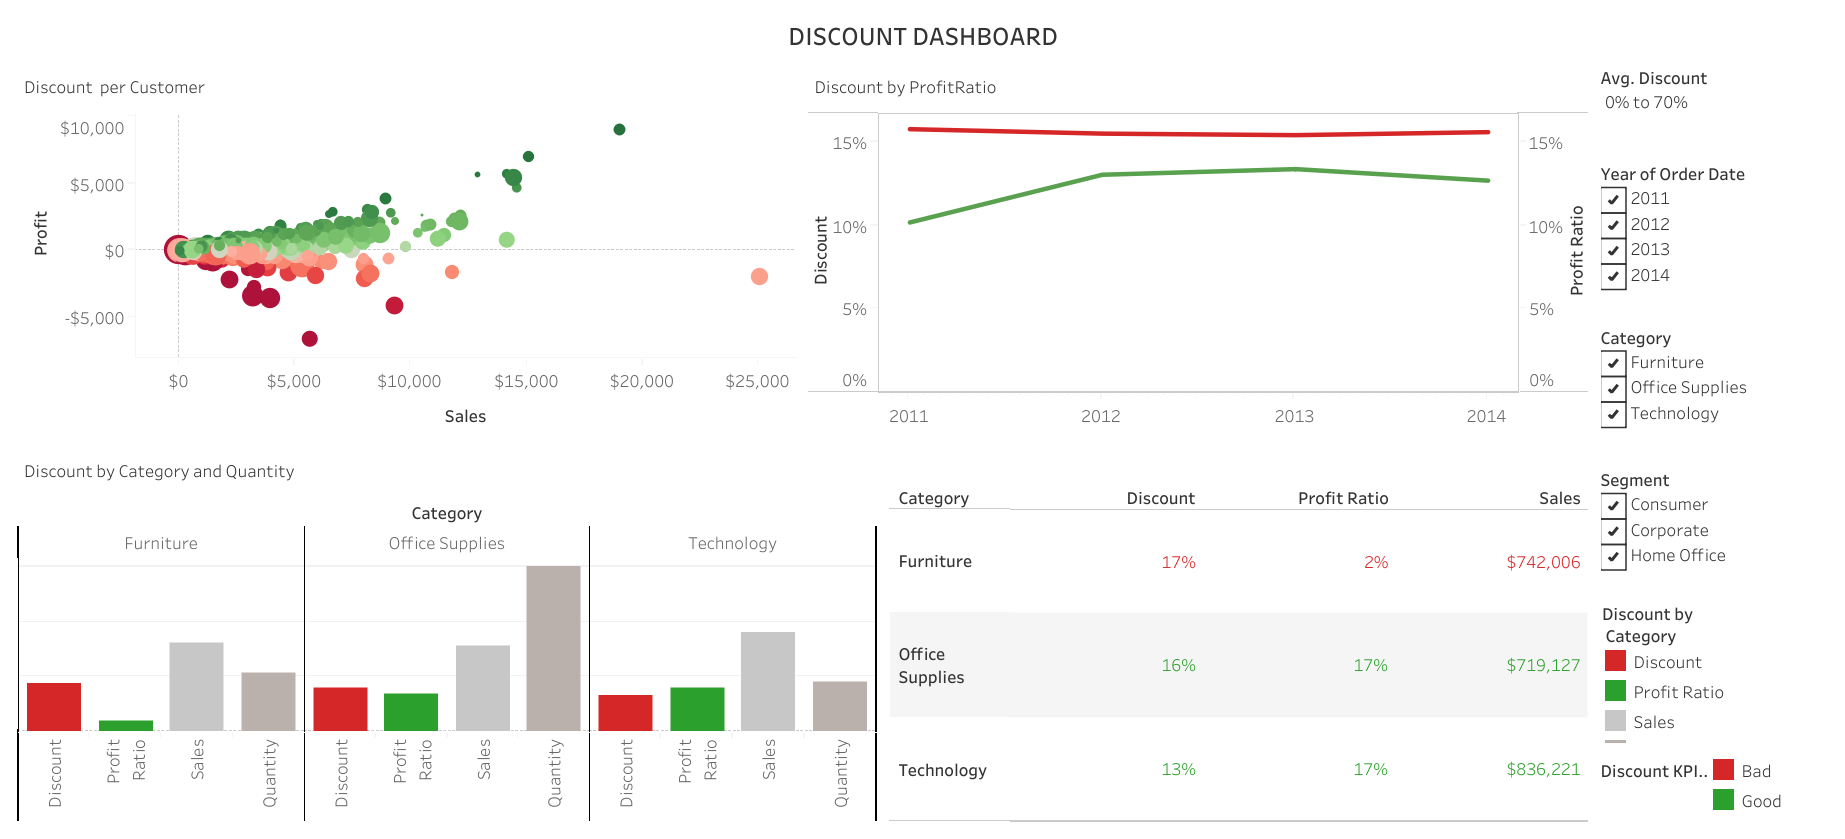 DISCOUNT DASHBOARD
Discount per Customer
$10,000
$5,000
$0
-$5,000
Profit
$0 $5,000 $10,000 $15,000 $20,000 $25,000
Sales
Discount by ProfitRatio
15%
10%
5%
0%
Discount
15%
10%
5%
0%
Profit Ratio
2011 2012 2013 2014
Avg. Discount
0% to 70%
Year of Order Date
2011
2012
2013
2014
Category
Furniture
Office Supplies
Technology
Segment
Consumer
Corporate
Home Office
Discount by
Category
Discount
Profit Ratio
Sales
Discount KPI..
Bad
Good
Discount by Category and Quantity
Category
Furniture Office Supplies Technology
Discount
Profit
Ratio
Sales
Quantity
Discount
Profit
Ratio
Sales
Quantity
Discount
Profit
Ratio
Sales
Quantity
Category Discount Profit Ratio Sales
Furniture 17% 2% $742,006
Office
Supplies 16% 17% $719,127
Technology 13% 17% $836,221